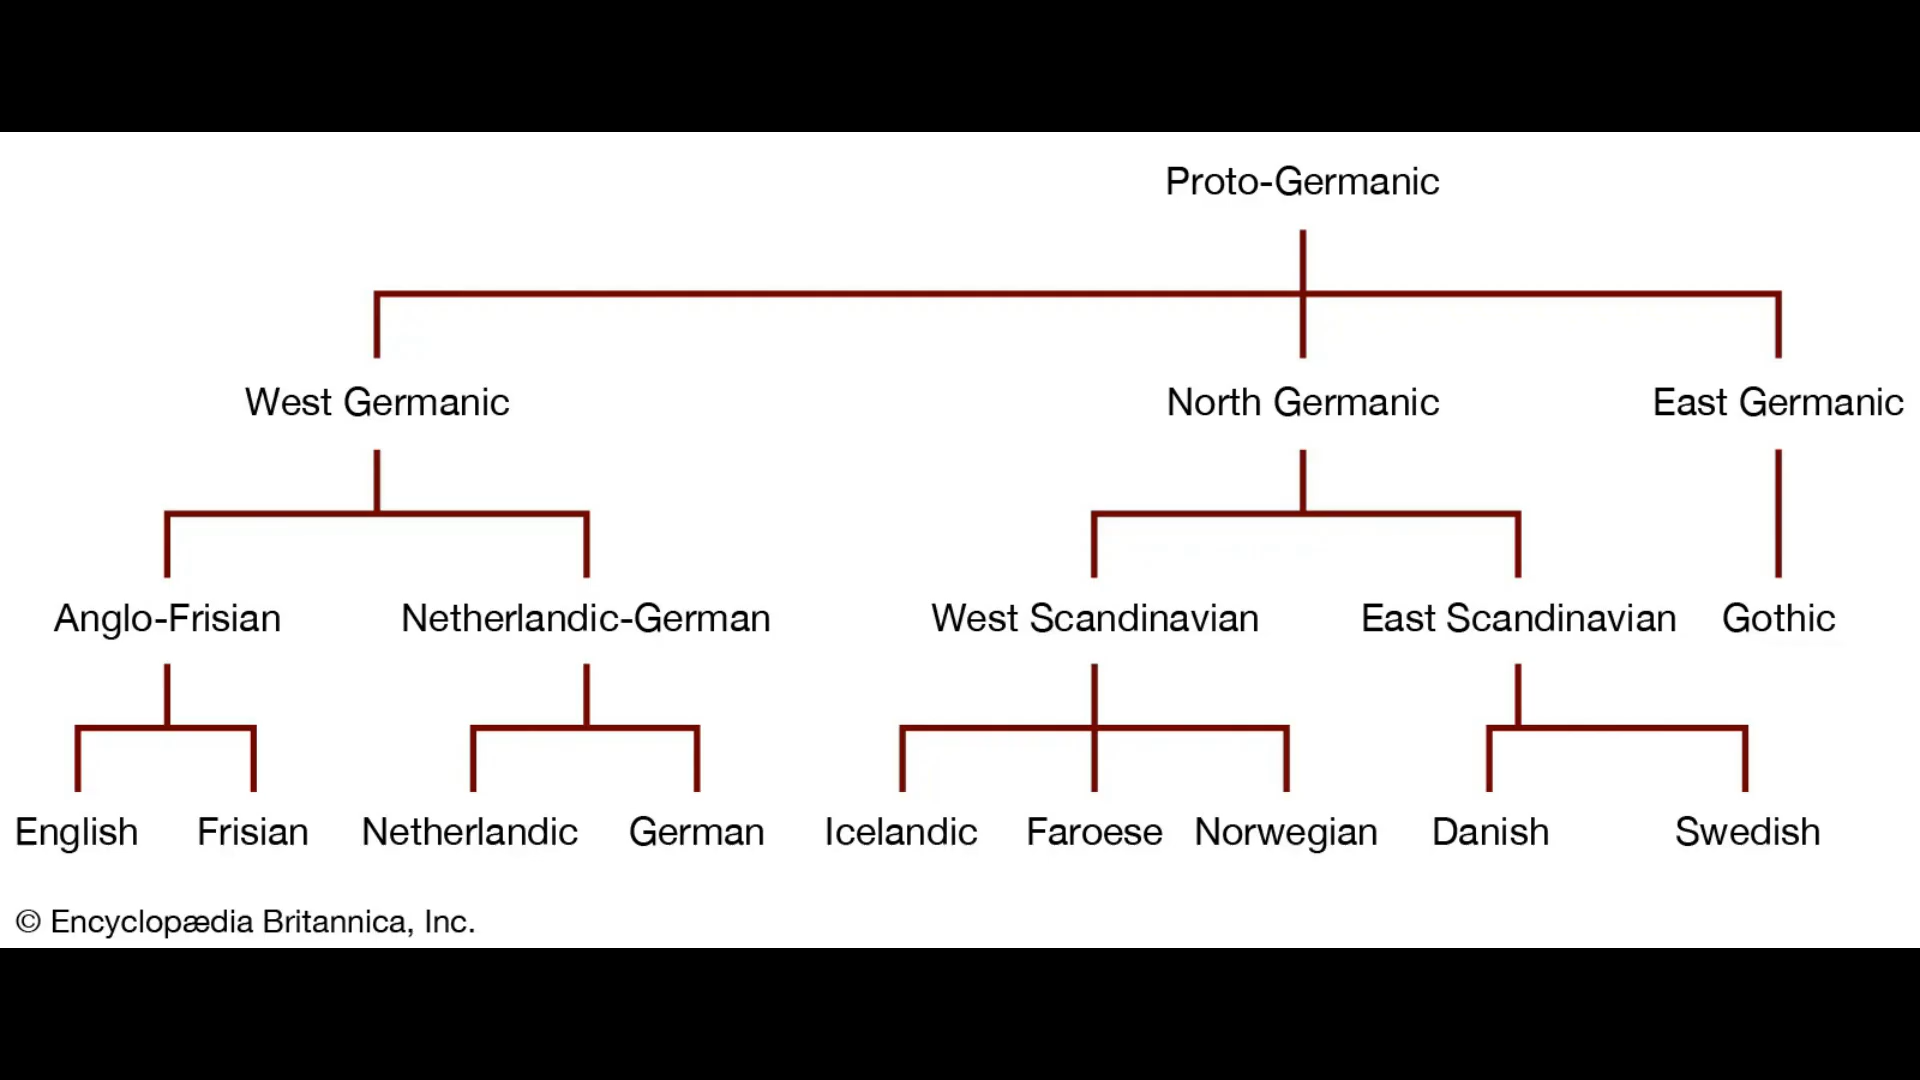 Proto-Germanic
West Germanic North Germanic East Germanic
Anglo-Frisian Netherlandic-German West Scandinavian East Scandinavian Gothic
English Frisian Netherlandic German Icelandic Faroese Norwegian Danish Swedish
© Encyclopædia Britannica, Inc.